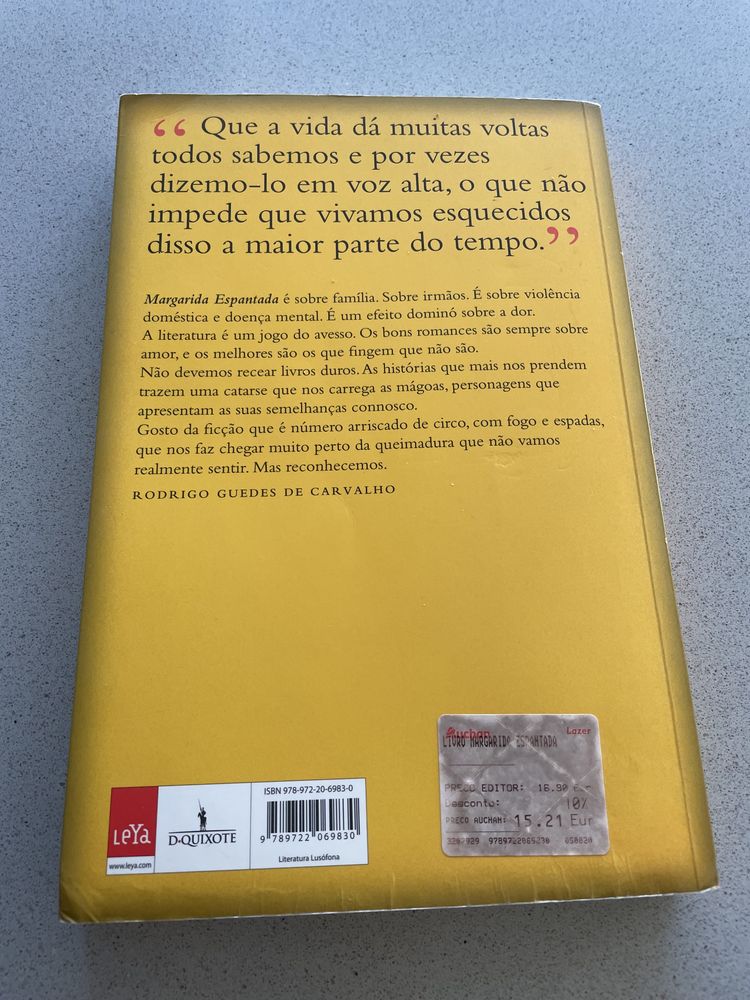 “ Que a vida dá muitas voltas
todos sabemos e por vezes
dizemo-lo em voz alta, o que não
impede que vivamos esquecidos
disso a maior parte do tempo.”
Margarida Espantada é sobre família. Sobre irmãos. É sobre violência
doméstica e doença mental. É um efeito dominó sobre a dor.
A literatura é um jogo do avesso. Os bons romances são sempre sobre
amor, e os melhores são os que fingem que não são.
Não devemos recear livros duros. As histórias que mais nos prendem
trazem uma catarse que nos carrega as mágoas, personagens que
apresentam as suas semelhanças connosco.
Gosto da ficção que é número arriscado de circo, com fogo e espadas,
que nos faz chegar muito perto da queimadura que não vamos
realmente sentir. Mas reconhecemos.
RODRIGO GUEDES DE CARVALHO
LeYa
www.leya.com
D•QUIXOTE
ISBN 978-972-20-6983-0
9 789722 069830
Literatura Lusófona
Auchan Lazer
LIVRO MARGARIDA ESPANTADA
PRECO EDITOR: 16.90 Eur
Desconto: 10%
PRECO AUCHAN: 15.21 Eur